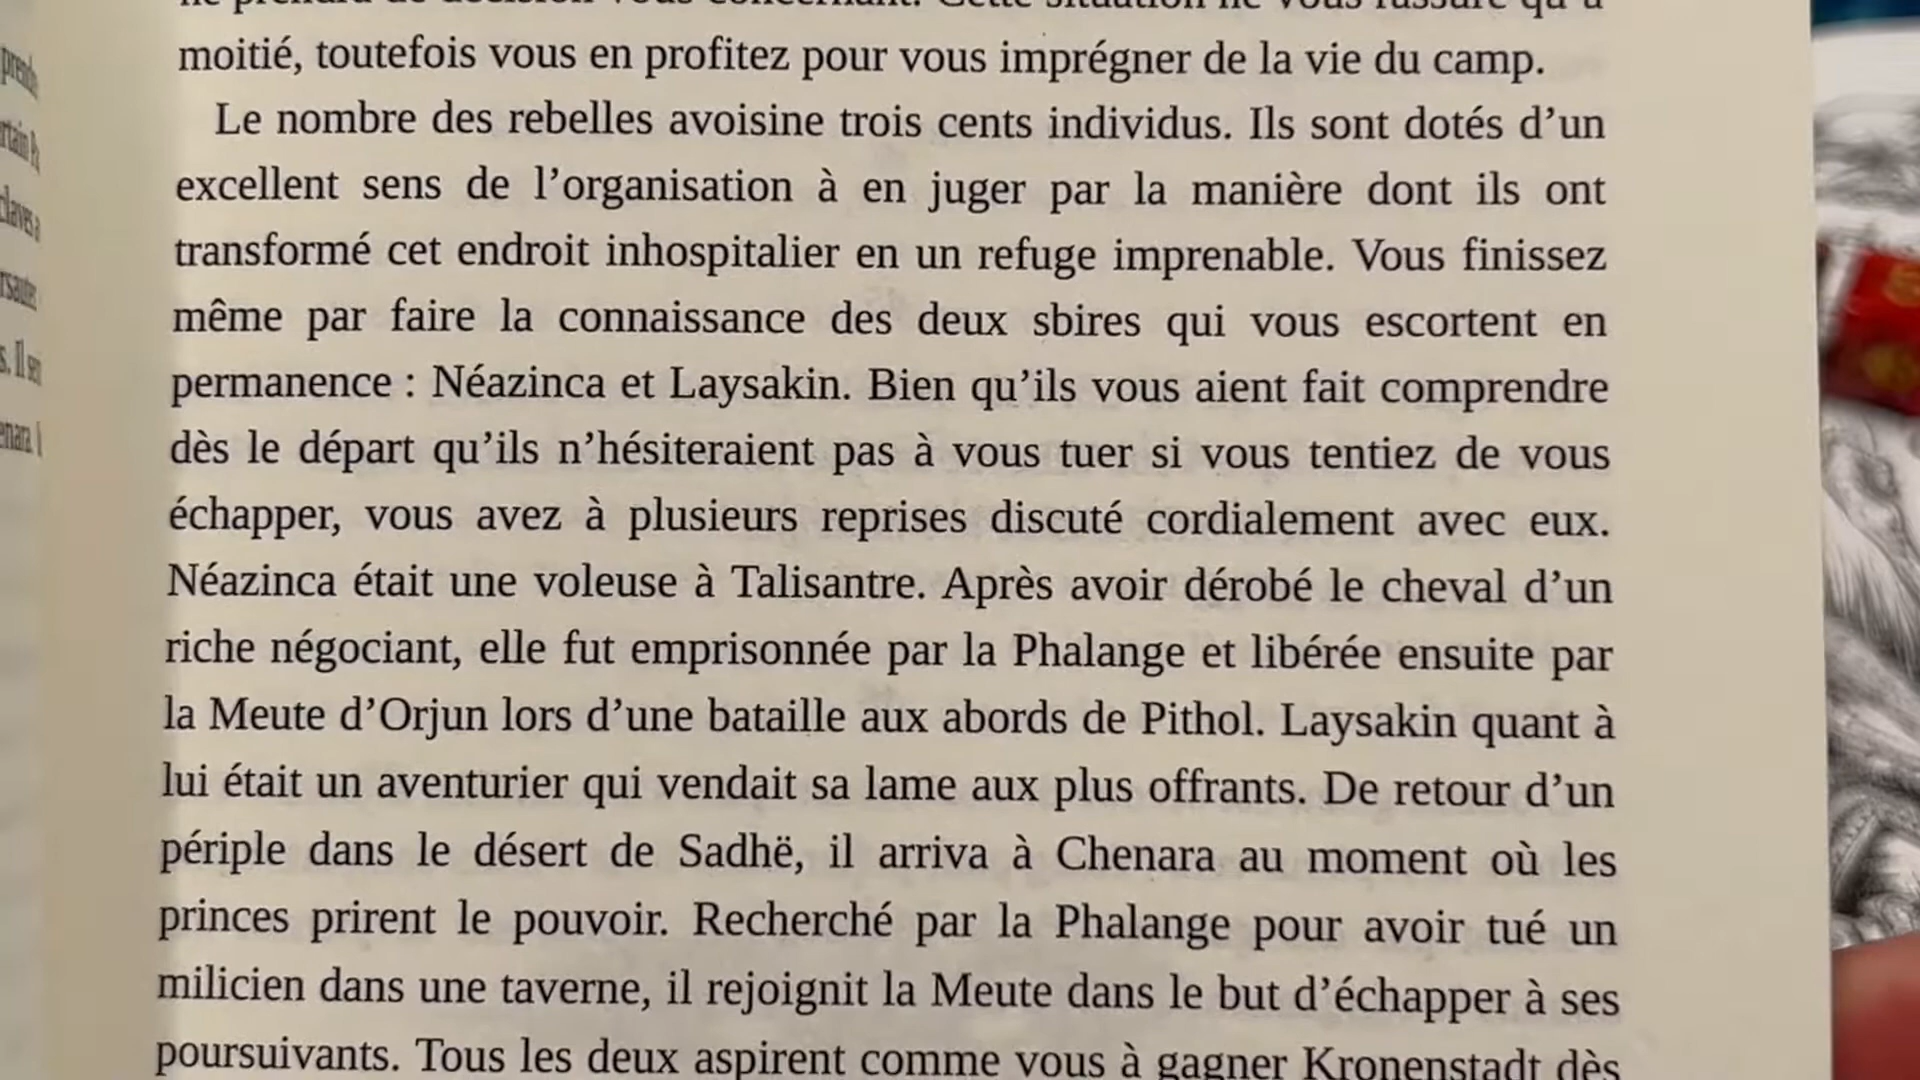 moitié, toutefois vous en profitez pour vous imprégner de la vie du camp.
Le nombre des rebelles avoisine trois cents individus. Ils sont dotés d’un
excellent sens de l’organisation à en juger par la manière dont ils ont
transformé cet endroit inhospitalier en un refuge imprenable. Vous finissez
même par faire la connaissance des deux sbires qui vous escortent en
permanence : Néazinca et Laysakin. Bien qu’ils vous aient fait comprendre
dès le départ qu’ils n’hésiteraient pas à vous tuer si vous tentiez de vous
échapper, vous avez à plusieurs reprises discuté cordialement avec eux.
Néazinca était une voleuse à Talisantre. Après avoir dérobé le cheval d’un
riche négociant, elle fut emprisonnée par la Phalange et libérée ensuite par
la Meute d’Orjun lors d’une bataille aux abords de Pithol. Laysakin quant à
lui était un aventurier qui vendait sa lame aux plus offrants. De retour d’un
périple dans le désert de Sadhë, il arriva à Chenara au moment où les
princes prirent le pouvoir. Recherché par la Phalange pour avoir tué un
milicien dans une taverne, il rejoignit la Meute dans le but d’échapper à ses
poursuivants. Tous les deux aspirent comme vous à gagner Kronenstadt dès